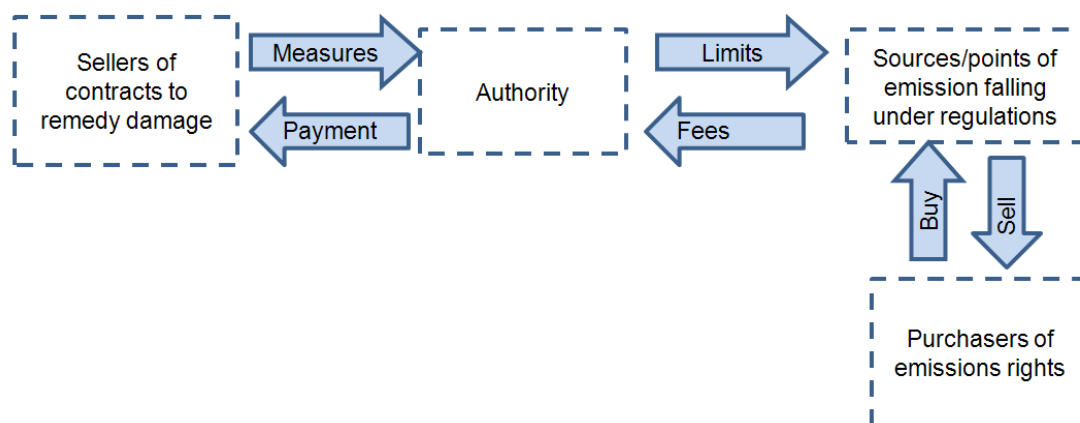 Sellers of
contracts to
remedy damage
Measures
Payment
Authority
Limits
Fees
Sources/points of
emission falling
under regulations
Buy
Sell
Purchasers of
emissions rights